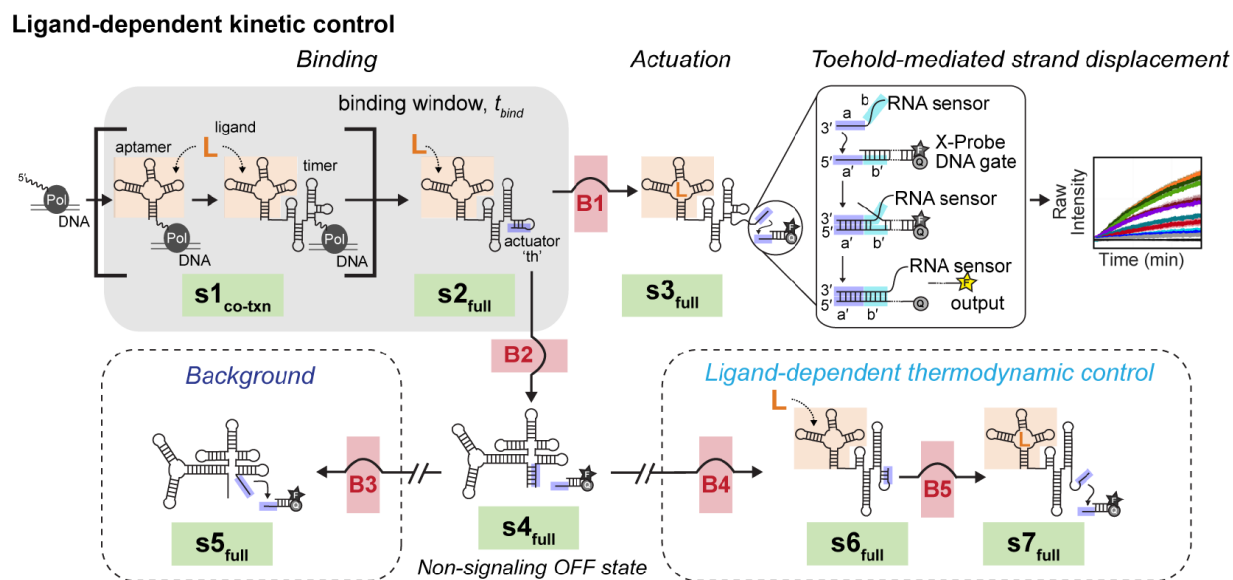 Ligand-dependent kinetic control
Binding
Actuation
Toehold-mediated strand displacement
binding window, t_bind
aptamer
ligand
L
timer
L
5'
Pol
DNA
Pol
DNA
Pol
DNA
actuator
'th'
B1
L
F
Q
s1co-txn
s2full
s3full
a
b
RNA sensor
3'
X-Probe
DNA gate
5'
a'
b'
F
Q
RNA sensor
F
Q
a'
b'
RNA sensor
3'
5'
F
output
Q
a'
b'
Raw
Intensity
Time (min)
B2
Background
Ligand-dependent thermodynamic control
L
L
B3
B4
B5
F
Q
F
Q
F
Q
s5full
s4full
s6full
s7full
Non-signaling OFF state